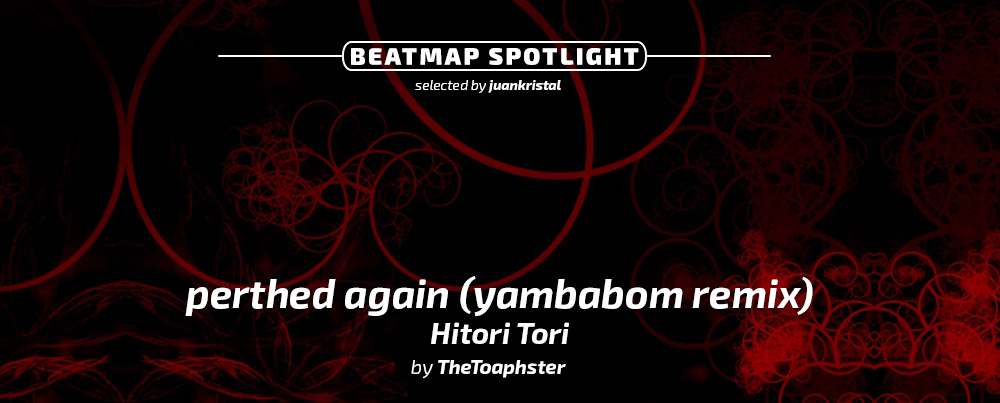 BEATMAP SPOTLIGHT
selected by juankristal
perthed again (yambabom remix)
Hitori Tori
by TheToaphster